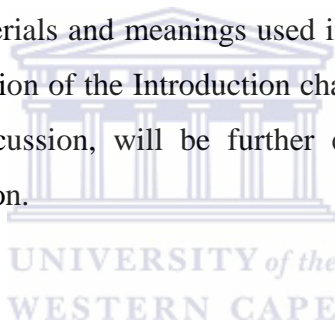 erials and meanings used i
ion of the Introduction cha
cussion, will be further
on.
UNIVERSITY of the
WESTERN CAPE